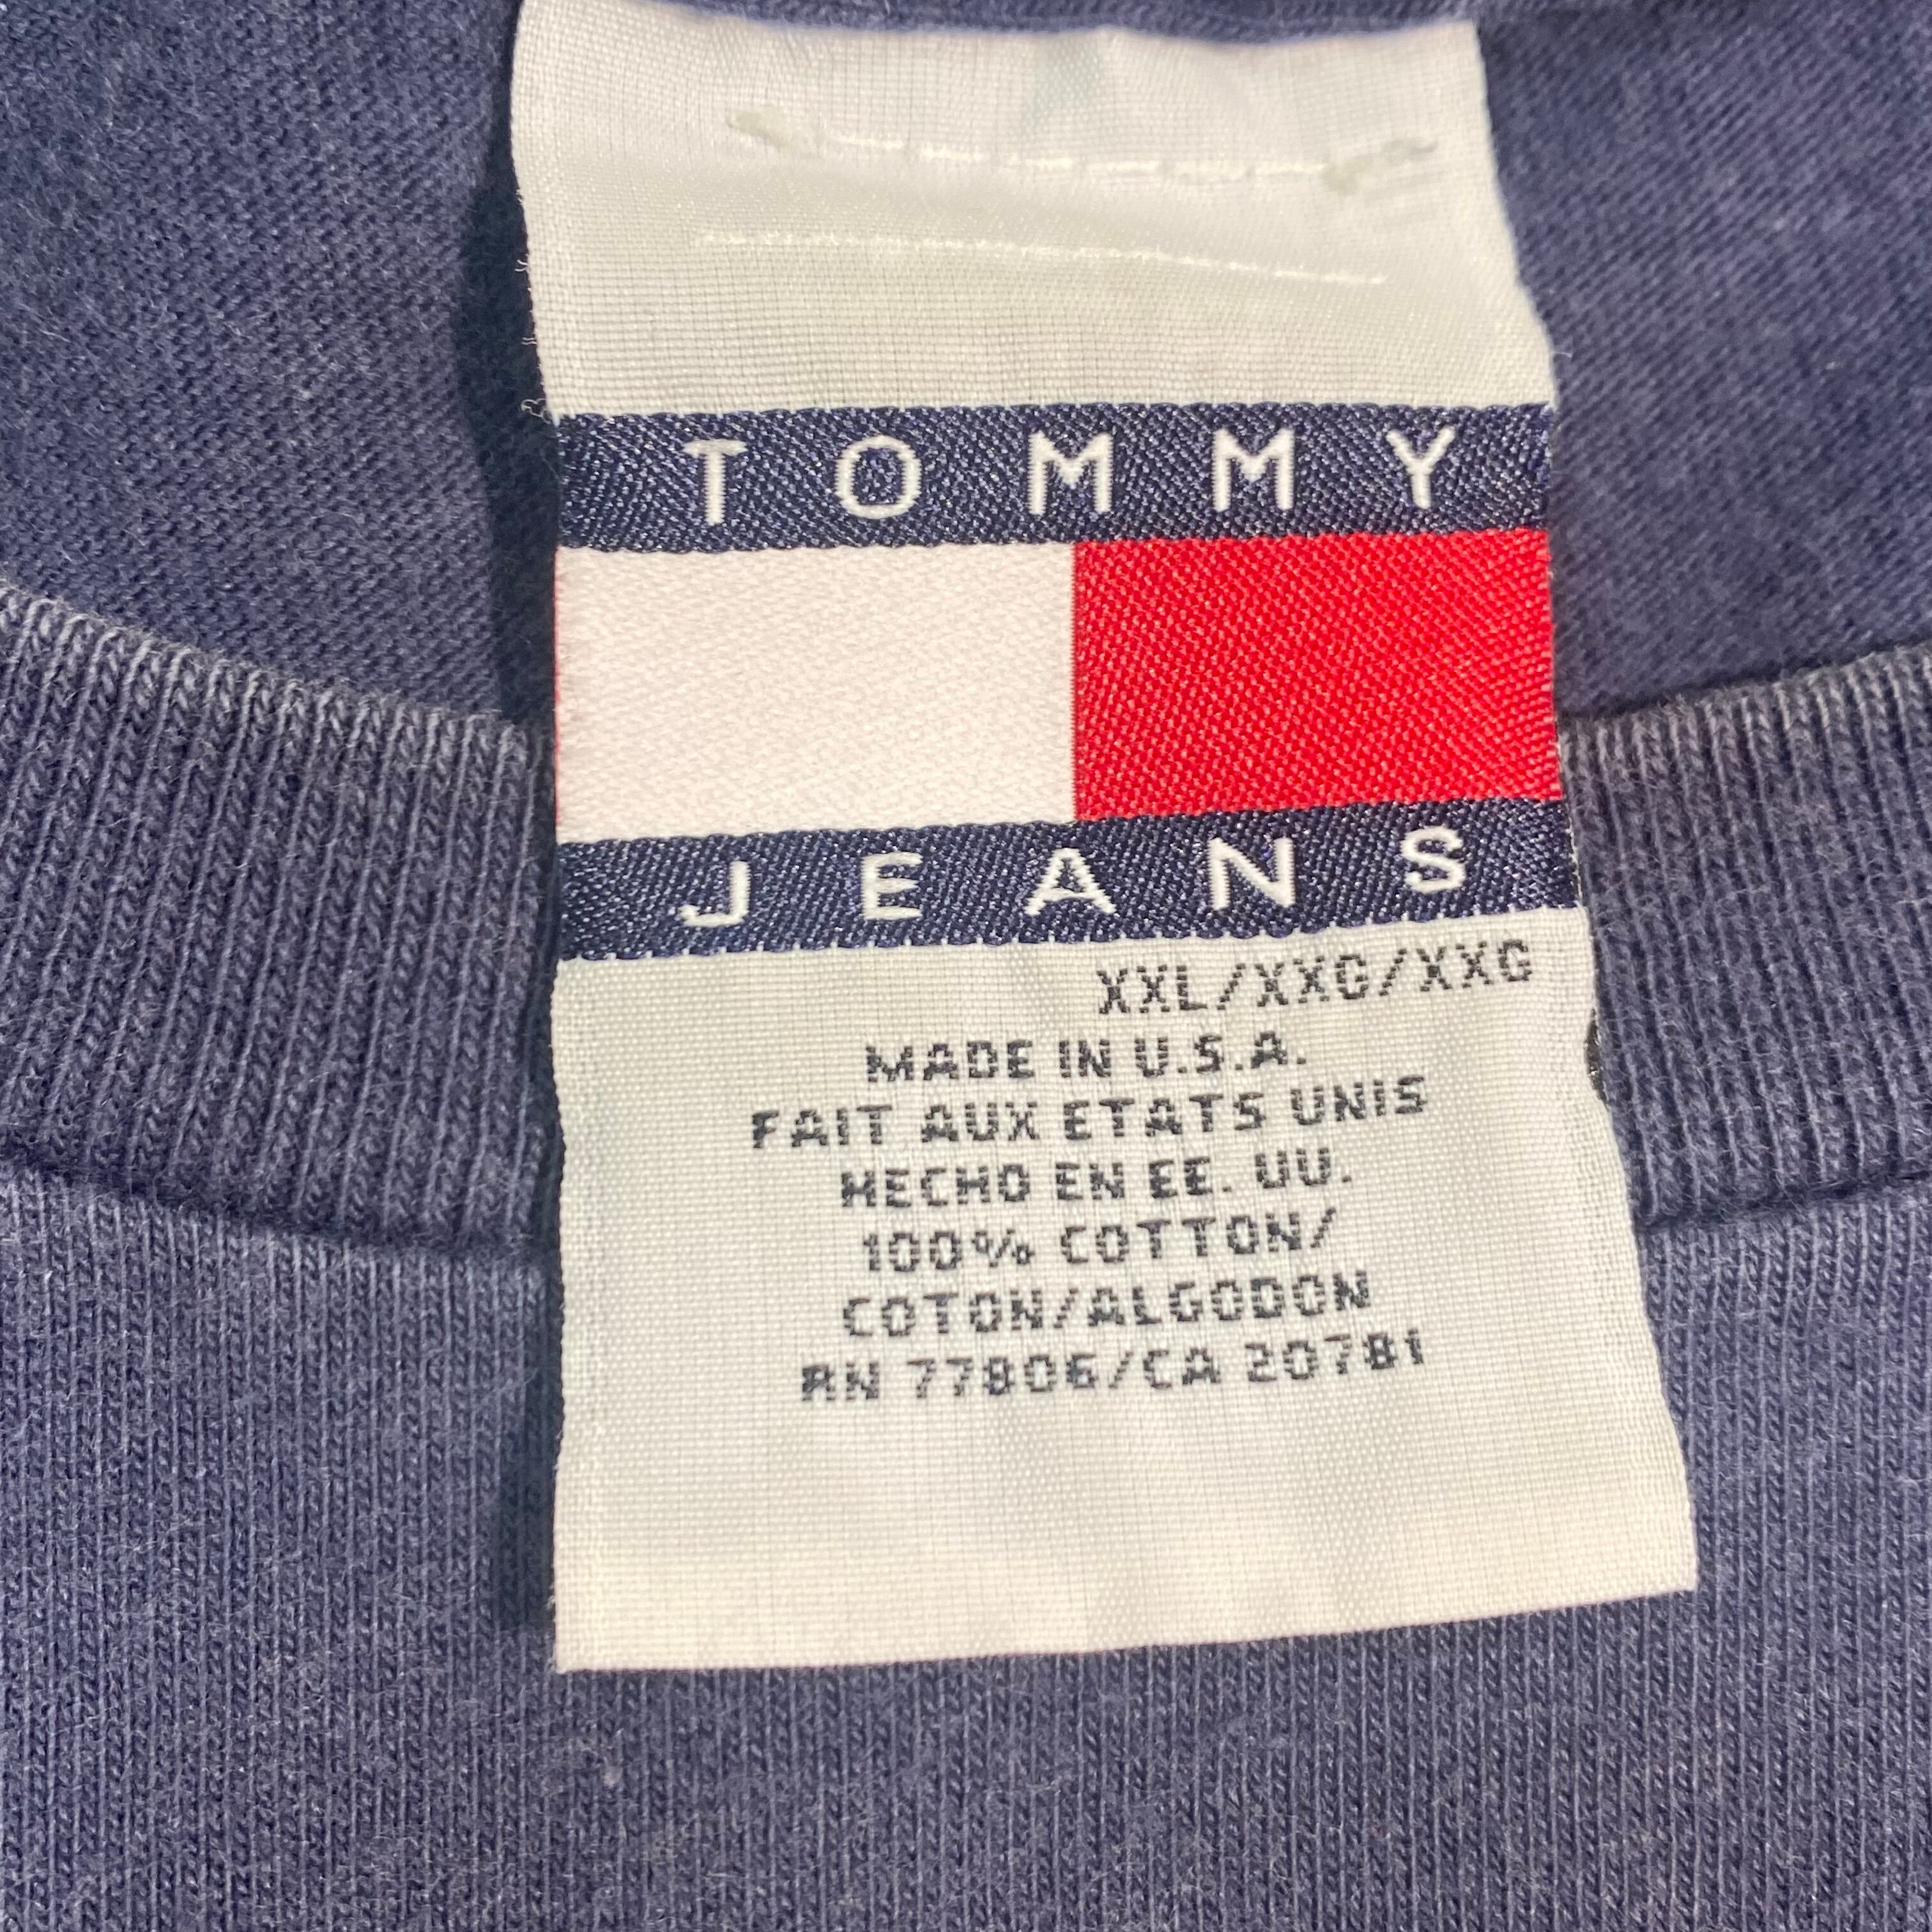 TOMMY
JEANS
XXL/XXG/XXG
MADE IN U.S.A.
FAIT AUX ETATS UNIS
HECHO EN EE. UU.
100% COTTON/
COTON/ALGODON
RN 77806/CA 20781